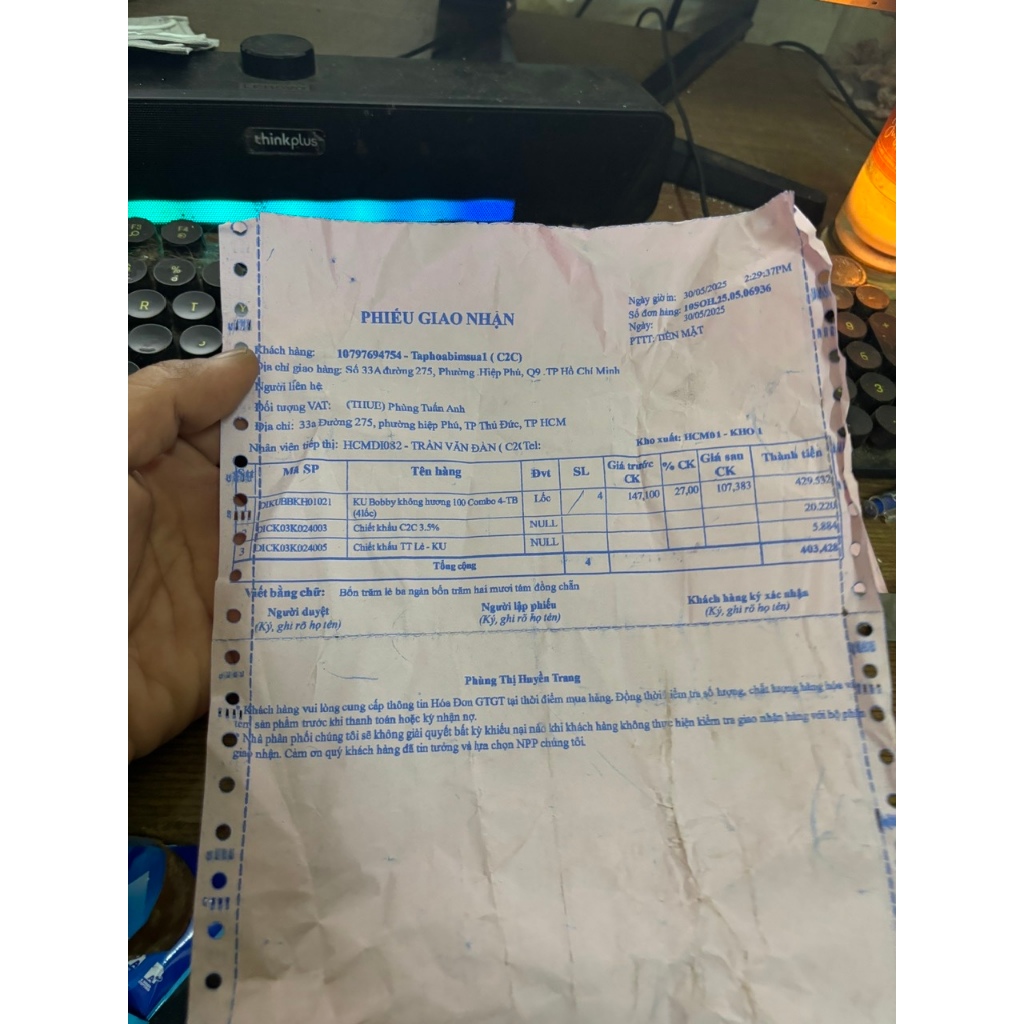 thinkplus
R
T
J
PHIẾU GIAO NHẬN
Ngày giờ in: 30/05/2025 2:29:37PM
Số đơn hàng:
Ngày: 30/05/2025
PTTT: TIỀN MẶT
Khách hàng: 10797694754 - Taphoabimsua1 ( C2C)
Địa chỉ giao hàng: Số 33A đường 275, Phường .Hiệp Phú, Q9 .TP Hồ Chí Minh
Người liên hệ
Đối tượng VAT: (THUE) Phùng Tuấn Anh
Địa chỉ: 33a Đường 275, phường hiệp Phú, TP Thủ Đức, TP HCM
Nhân viên tiếp thị: HCMDI082 - TRẦN VĂN ĐÀN ( C2C Tel:
Kho xuất: HCM01 - KHO 1
Mã SP Tên hàng Đvt SL Giá trước CK % CK Giá sau CK Thành tiền
DIKUBBKH01021 KU Bobby không hương 100 Combo 4-TB (4lốc) Lốc 4 147,100 27,00 107,383 429.532
2 DICK03K024003 Chiết khấu C2C 3.5% NULL 20.220
3 DICK03K024005 Chiết khấu TT Lẻ - KU NULL 5.884
Tổng cộng 4 403,428
Viết bằng chữ: Bốn trăm lẻ ba ngàn bốn trăm hai mươi tám đồng chẵn
Người duyệt Người lập phiếu Khách hàng ký xác nhận
(Ký, ghi rõ họ tên) (Ký, ghi rõ họ tên) (Ký, ghi rõ họ tên)
Phùng Thị Huyền Trang
Khách hàng vui lòng cung cấp thông tin Hóa Đơn GTGT tại thời điểm mua hàng. Đồng thời kiểm tra số lượng, chất lượng hàng hóa
tem sản phẩm trước khi thanh toán hoặc ký nhận nợ.
Nhà phân phối chúng tôi sẽ không giải quyết bất kỳ khiếu nại nào khi khách hàng không thực hiện kiểm tra giao nhận hàng với bộ phận
giao nhận. Cảm ơn quý khách hàng đã tin tưởng và lựa chọn NPP chúng tôi.